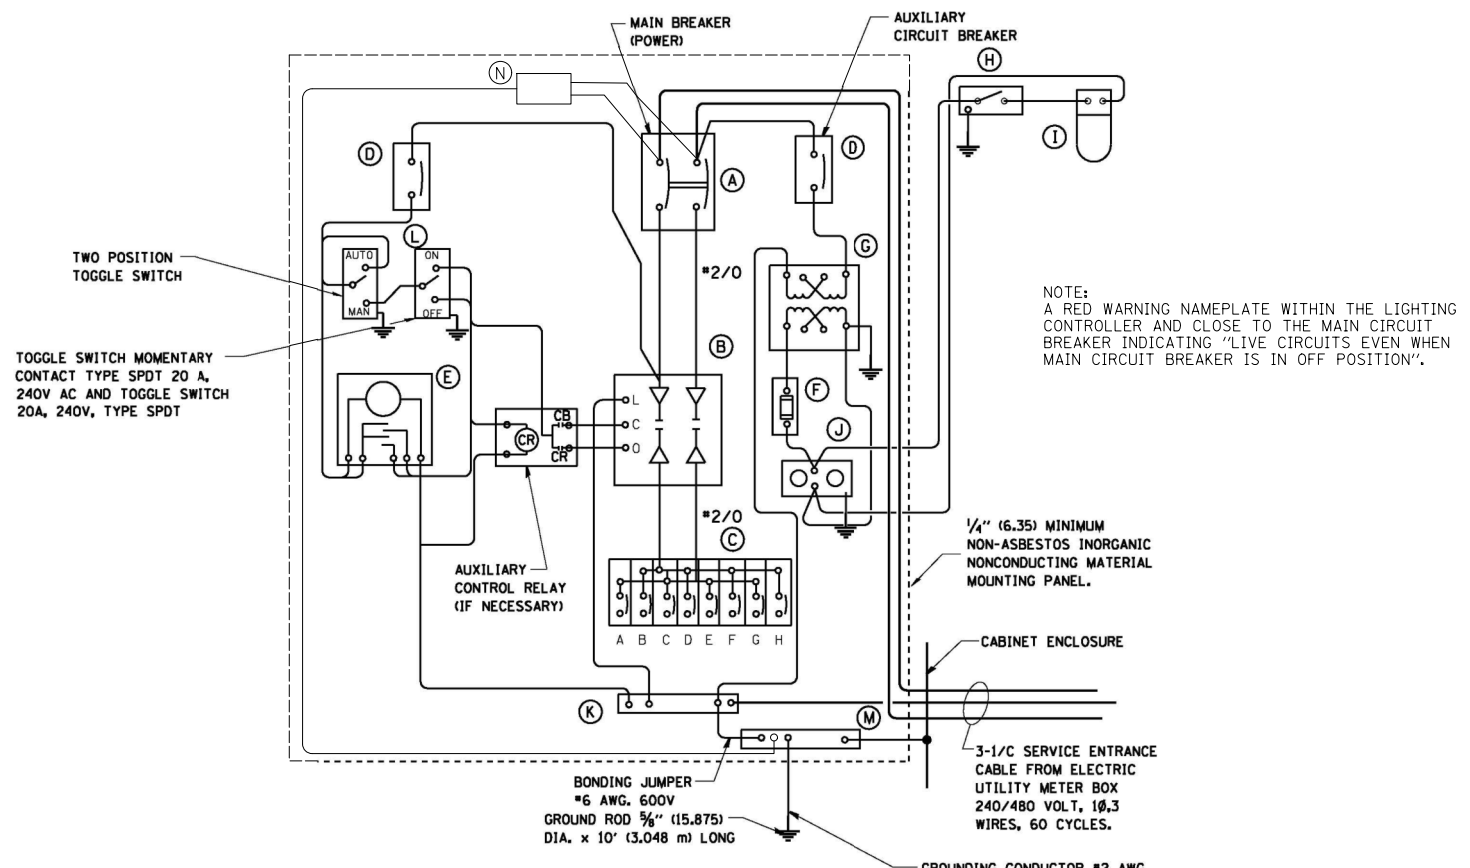 MAIN BREAKER
(POWER)
AUXILIARY
CIRCUIT BREAKER
N
H
I
D
A
D
G
L
AUTO
MAN
ON
OFF
TWO POSITION
TOGGLE SWITCH
#2/0
NOTE:
A RED WARNING NAMEPLATE WITHIN THE LIGHTING
CONTROLLER AND CLOSE TO THE MAIN CIRCUIT
BREAKER INDICATING "LIVE CIRCUITS EVEN WHEN
MAIN CIRCUIT BREAKER IS IN OFF POSITION".
TOGGLE SWITCH MOMENTARY
CONTACT TYPE SPDT 20 A,
240V AC AND TOGGLE SWITCH
20A, 240V, TYPE SPDT
E
B
F
J
L
C
O
CB
CR
CR
#2/0
C
1/4" (6.35) MINIMUM
NON-ASBESTOS INORGANIC
NONCONDUCTING MATERIAL
MOUNTING PANEL.
AUXILIARY
CONTROL RELAY
(IF NECESSARY)
A B C D E F G H
CABINET ENCLOSURE
K
M
3-1/C SERVICE ENTRANCE
CABLE FROM ELECTRIC
UTILITY METER BOX
240/480 VOLT, 1Ø,3
WIRES, 60 CYCLES.
BONDING JUMPER
#6 AWG. 600V
GROUND ROD 5/8" (15.875)
DIA. x 10' (3.048 m) LONG
GROUNDING CONDUCTOR #2 AWG